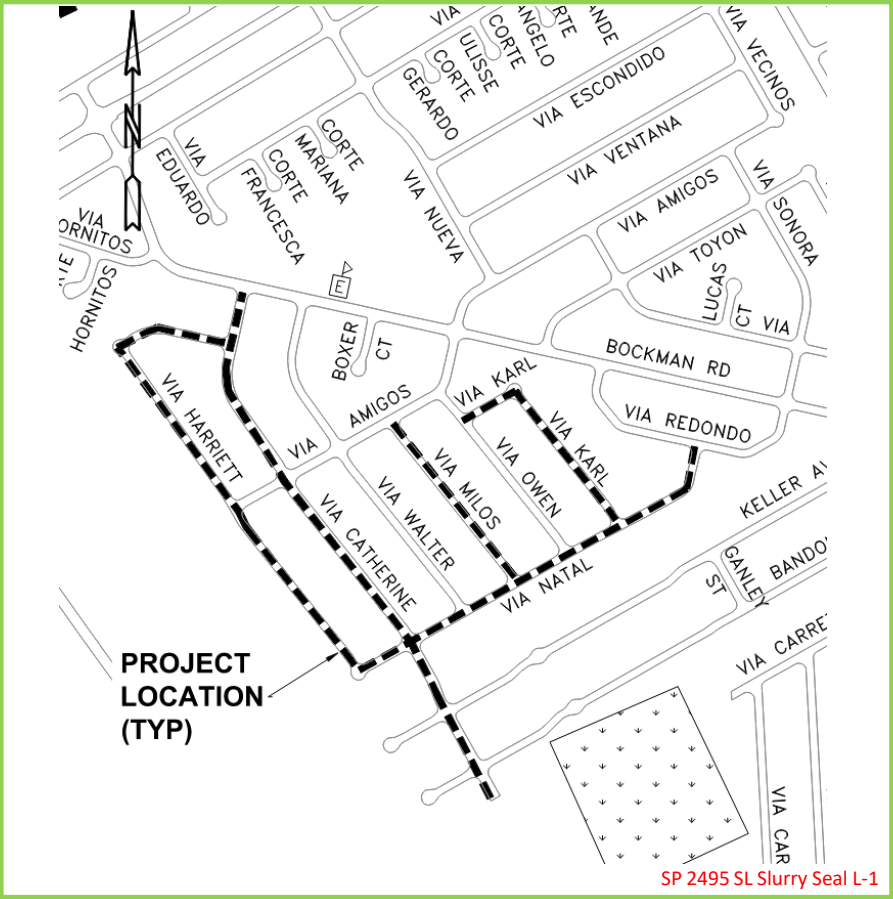 VIA
GERARDO
CORTE
ULISSE
CORTE
ANGELO
RTE
ANDE
VIA VECINOS
VIA ESCONDIDO
VIA VENTANA
N
VIA
EDUARDO
CORTE
FRANCESCA
CORTE
MARIANA
VIA NUEVA
VIA AMIGOS
VIA SONORA
VIA TOYON
VIA
HORNITOS
RTE
HORNITOS
E
LUCAS
CT
VIA
BOXER
CT
BOCKMAN RD
VIA KARL
VIA HARRIETT
VIA
AMIGOS
VIA KARL
VIA REDONDO
VIA OWEN
VIA MILOS
VIA WALTER
VIA CATHERINE
KELLER AV
VIA NATAL
GANLEY
ST
BANDO
VIA CARRE
PROJECT
LOCATION
(TYP)
VIA CAR
SP 2495 SL Slurry Seal L-1